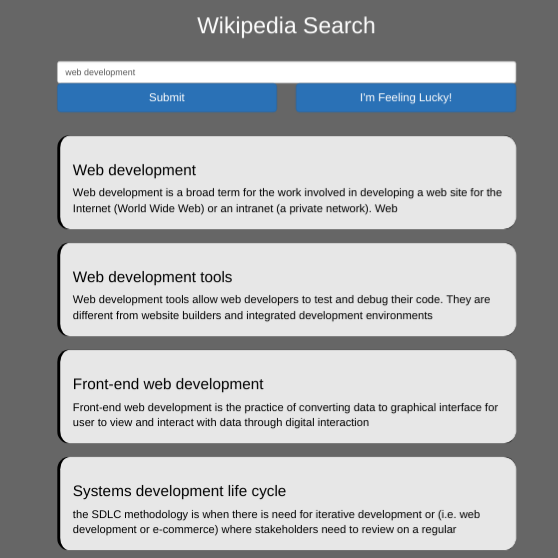 Wikipedia Search
web development
Submit
I'm Feeling Lucky!
Web development
Web development is a broad term for the work involved in developing a web site for the
Internet (World Wide Web) or an intranet (a private network). Web
Web development tools
Web development tools allow web developers to test and debug their code. They are
different from website builders and integrated development environments
Front-end web development
Front-end web development is the practice of converting data to graphical interface for
user to view and interact with data through digital interaction
Systems development life cycle
the SDLC methodology is when there is need for iterative development or (i.e. web
development or e-commerce) where stakeholders need to review on a regular